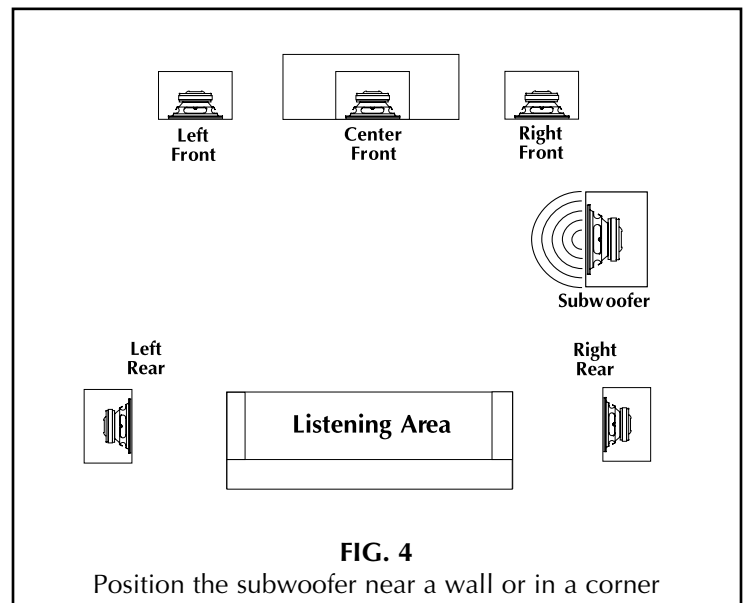 Left
Front
Center
Front
Right
Front
Subwoofer
Left
Rear
Right
Rear
Listening Area
FIG. 4
Position the subwoofer near a wall or in a corner